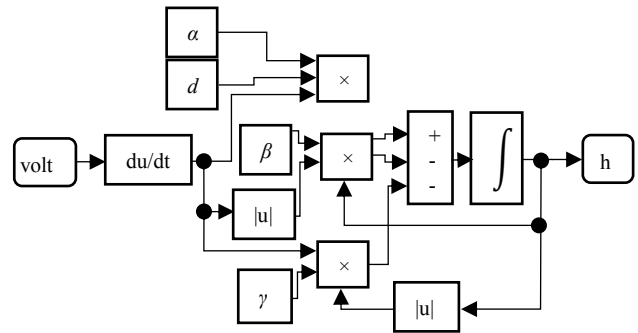 α
d
×
volt
du/dt
β
×
+
-
-
∫
h
|u|
×
γ
|u|